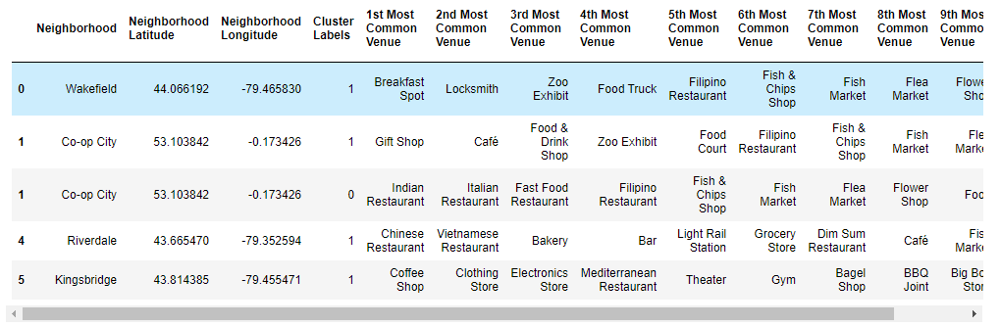 Neighborhood Neighborhood Latitude Neighborhood Longitude Cluster Labels 1st Most Common Venue 2nd Most Common Venue 3rd Most Common Venue 4th Most Common Venue 5th Most Common Venue 6th Most Common Venue 7th Most Common Venue 8th Most Common Venue 9th Mos Commo Venue
0 Wakefield 44.066192 -79.465830 1 Breakfast Spot Locksmith Zoo Exhibit Food Truck Filipino Restaurant Fish & Chips Shop Fish Market Flea Market Flowe Sho
1 Co-op City 53.103842 -0.173426 1 Gift Shop Café Food & Drink Shop Zoo Exhibit Food Court Filipino Restaurant Fish & Chips Shop Fish Market Fle Marke
1 Co-op City 53.103842 -0.173426 0 Indian Restaurant Italian Restaurant Fast Food Restaurant Filipino Restaurant Fish & Chips Shop Fish Market Flea Market Flower Shop Foo
4 Riverdale 43.665470 -79.352594 1 Chinese Restaurant Vietnamese Restaurant Bakery Bar Light Rail Station Grocery Store Dim Sum Restaurant Café Fis Marke
5 Kingsbridge 43.814385 -79.455471 1 Coffee Shop Clothing Store Electronics Store Mediterranean Restaurant Theater Gym Bagel Shop BBQ Joint Big Bo Stor